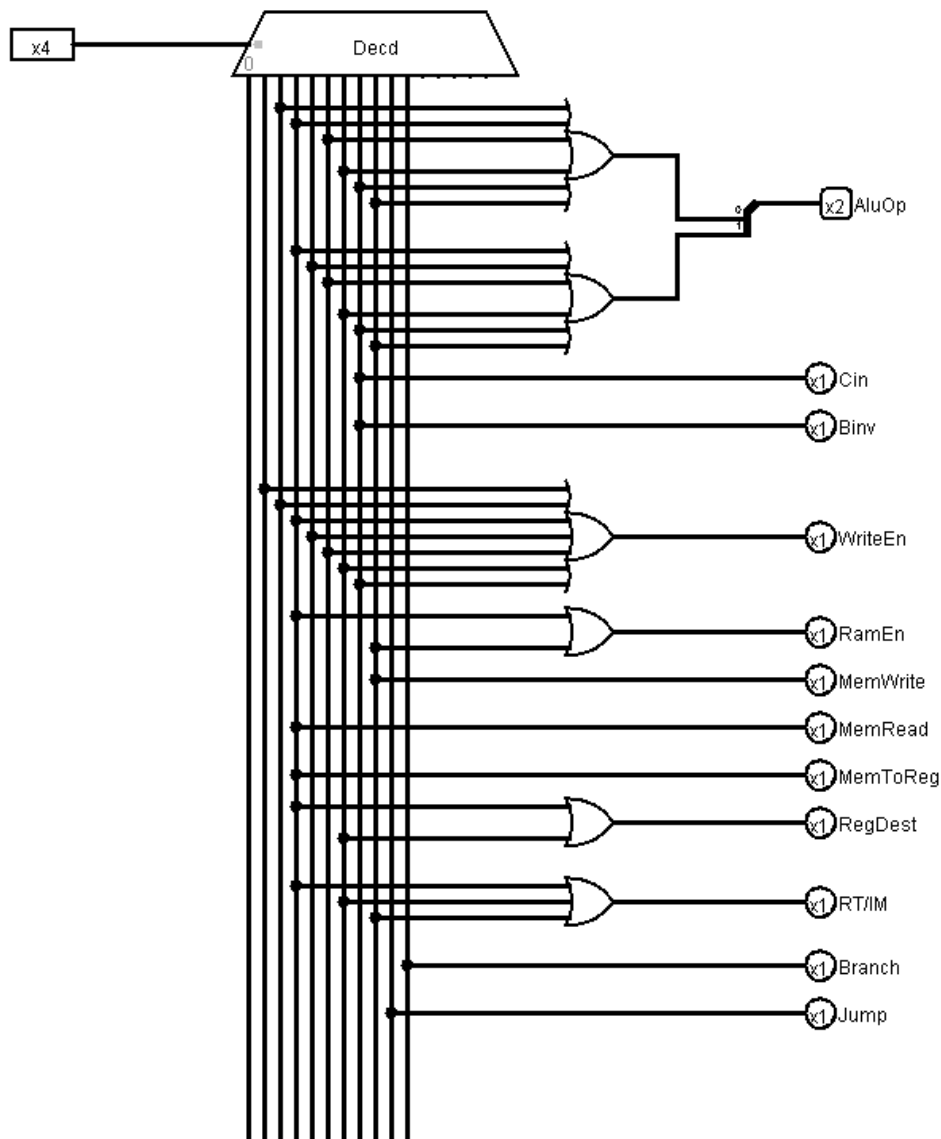 x4
Decd
0
0
1
x2 AluOp
x1 Cin
x1 Binv
x1 WriteEn
x1 RamEn
x1 MemWrite
x1 MemRead
x1 MemToReg
x1 RegDest
x1 RT/IM
x1 Branch
x1 Jump